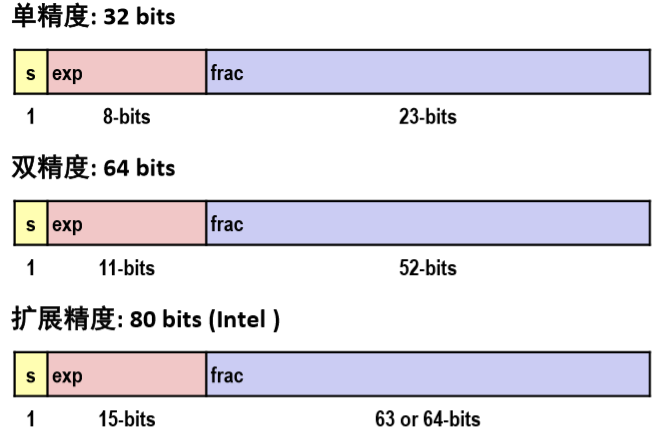 单精度: 32 bits
s exp frac
1 8-bits 23-bits
双精度: 64 bits
s exp frac
1 11-bits 52-bits
扩展精度: 80 bits (Intel )
s exp frac
1 15-bits 63 or 64-bits